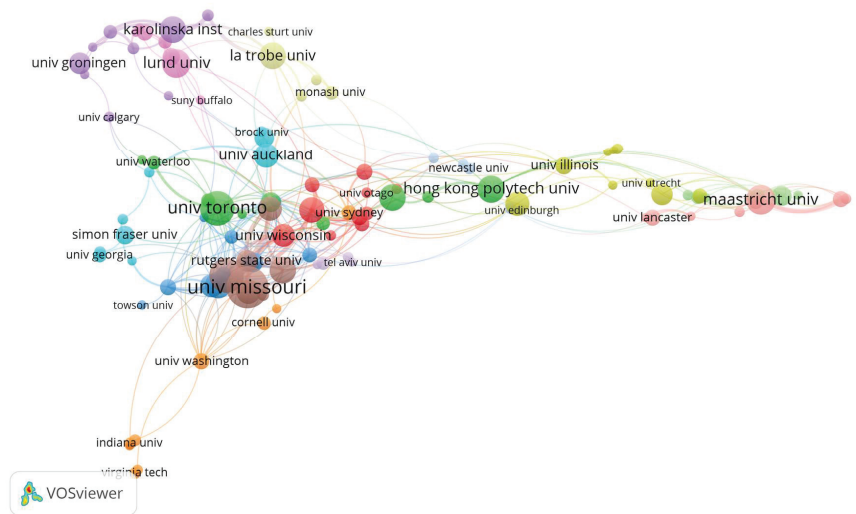 karolinska inst
charles sturt univ
la trobe univ
univ groningen
lund univ
monash univ
suny buffalo
univ calgary
brock univ
univ auckland
univ waterloo
newcastle univ
univ illinois
univ otago
hong kong polytech univ
univ utrecht
maastricht univ
univ toronto
univ sydney
univ edinburgh
univ lancaster
simon fraser univ
univ wisconsin
univ georgia
rutgers state univ
tel aviv univ
univ missouri
towson univ
cornell univ
univ washington
indiana univ
virginia tech
VOSviewer